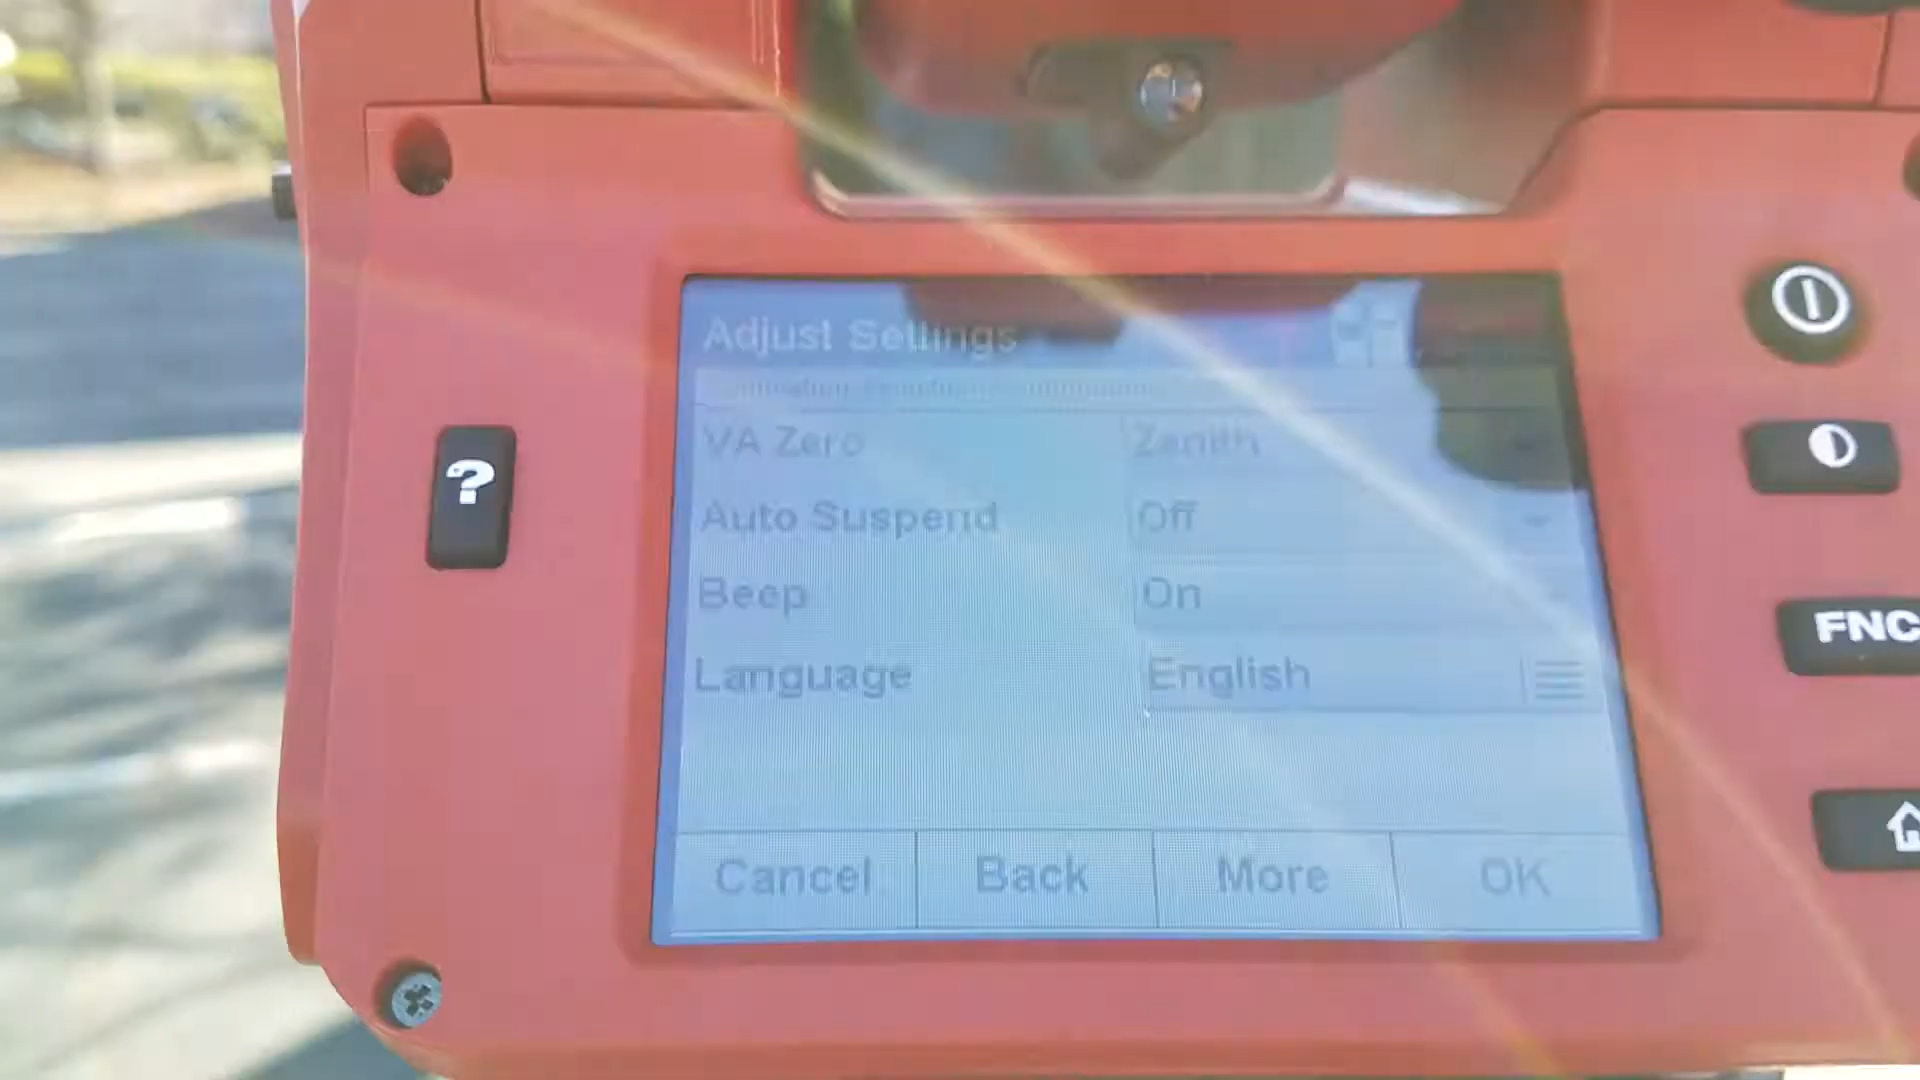 Adjust Settings
VA Zero Zenith
Auto Suspend Off
Beep On
Language English
Cancel Back More OK
?
FNC